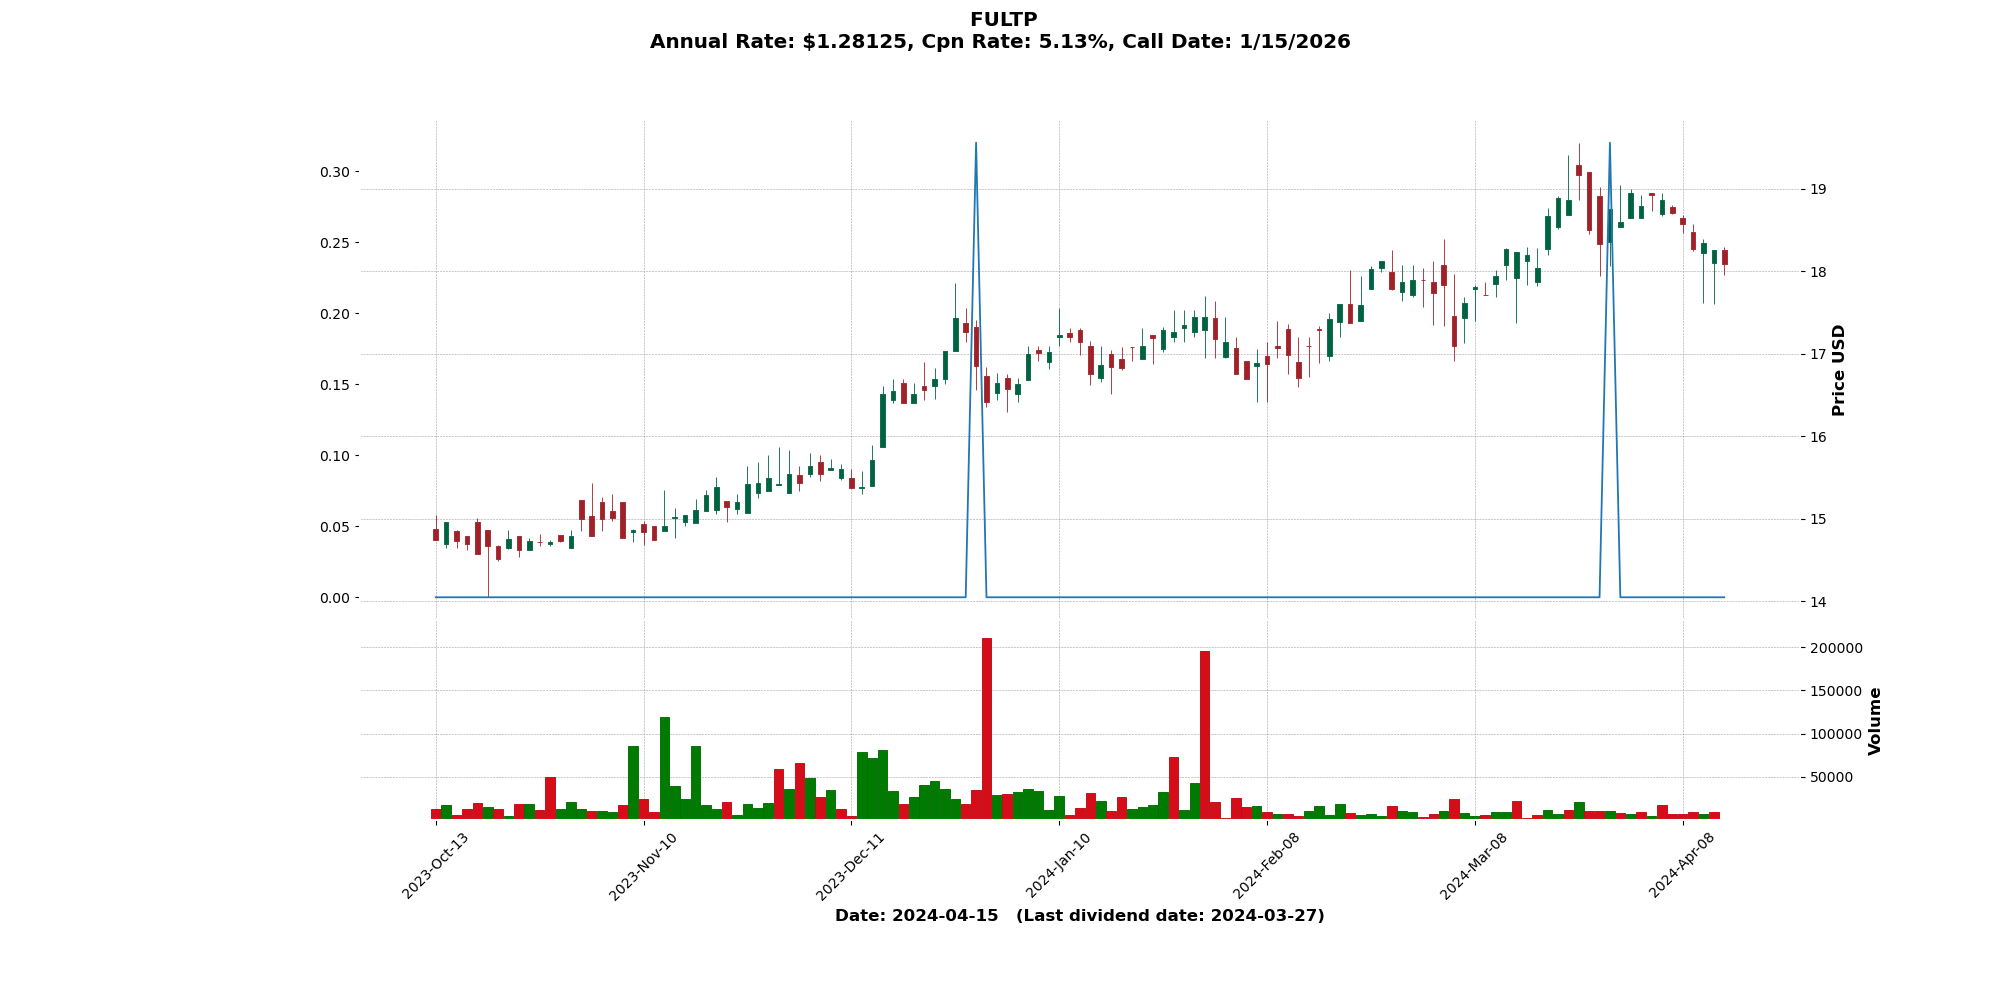 FULTP
Annual Rate: $1.28125, Cpn Rate: 5.13%, Call Date: 1/15/2026
0.30
0.25
0.20
0.15
0.10
0.05
0.00
19
18
17
16
15
14
Price USD
200000
150000
100000
50000
Volume
2023-Oct-13
2023-Nov-10
2023-Dec-11
2024-Jan-10
2024-Feb-08
2024-Mar-08
2024-Apr-08
Date: 2024-04-15 (Last dividend date: 2024-03-27)